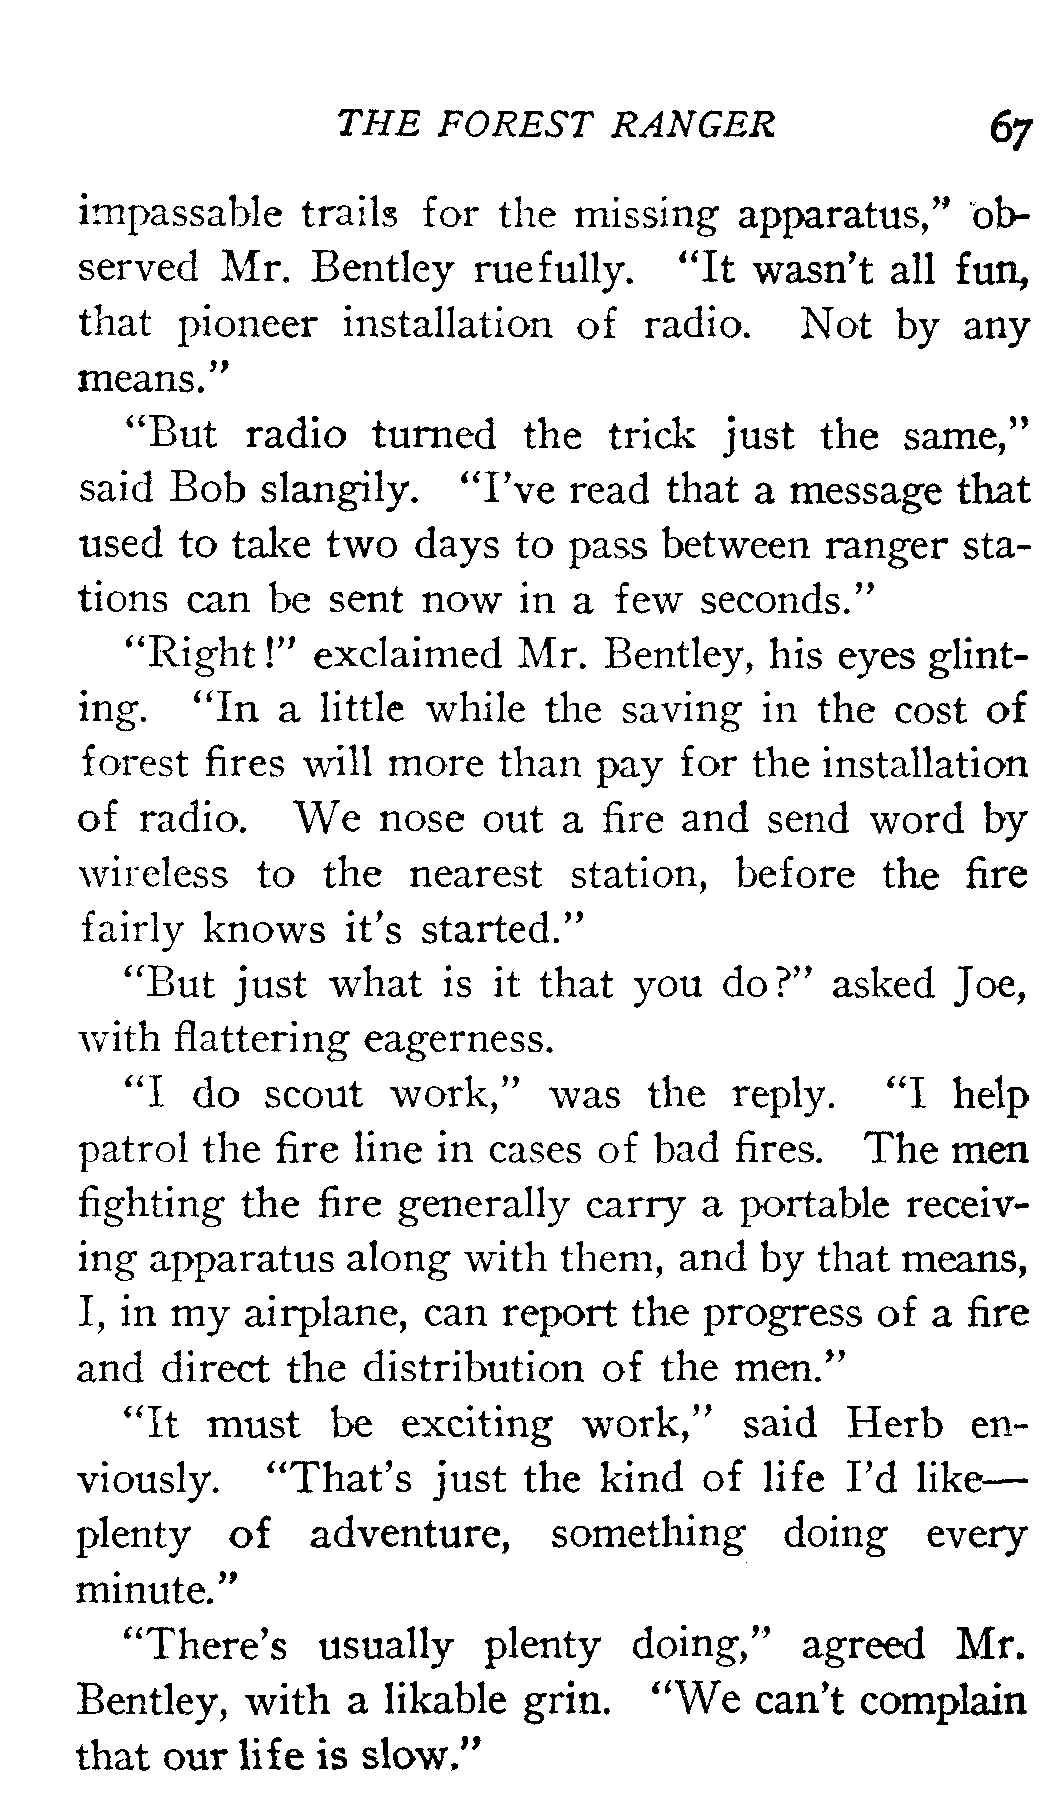 THE FOREST RANGER 67
impassable trails for the missing apparatus," ob-
served Mr. Bentley ruefully. "It wasn't all fun,
that pioneer installation of radio. Not by any
means."
"But radio turned the trick just the same,"
said Bob slangily. "I've read that a message that
used to take two days to pass between ranger sta-
tions can be sent now in a few seconds."
"Right!" exclaimed Mr. Bentley, his eyes glint-
ing. "In a little while the saving in the cost of
forest fires will more than pay for the installation
of radio. We nose out a fire and send word by
wireless to the nearest station, before the fire
fairly knows it's started."
"But just what is it that you do?" asked Joe,
with flattering eagerness.
"I do scout work," was the reply. "I help
patrol the fire line in cases of bad fires. The men
fighting the fire generally carry a portable receiv-
ing apparatus along with them, and by that means,
I, in my airplane, can report the progress of a fire
and direct the distribution of the men."
"It must be exciting work," said Herb en-
viously. "That's just the kind of life I'd like—
plenty of adventure, something doing every
minute."
"There's usually plenty doing," agreed Mr.
Bentley, with a likable grin. "We can't complain
that our life is slow."